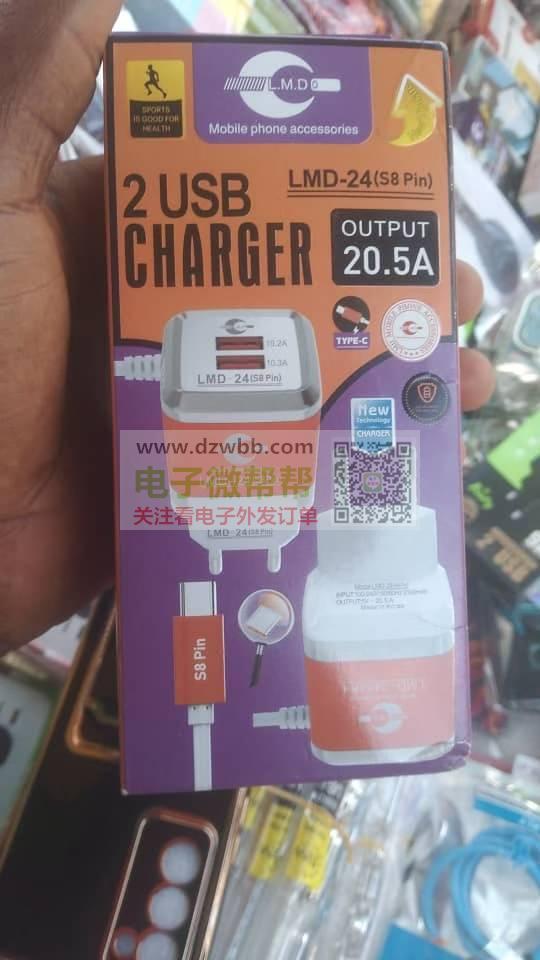 L.M.D
Mobile phone accessories
SPORTS
IS GOOD FOR
HEALTH
2 USB
CHARGER
LMD-24(S8 Pin)
OUTPUT
20.5A
TYPE-C
10.2A
10.3A
LMD-24(S8 Pin)
New
Technology
CHARGER
www.dzwbb.com
电子微帮帮
关注看电子外发订单
LMD-24(S8 Pin)
S8 Pin